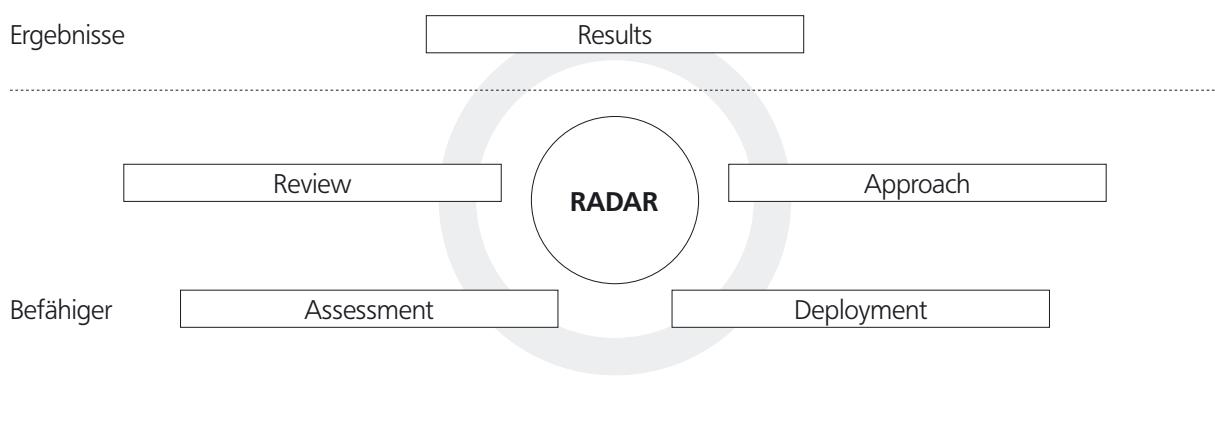 Ergebnisse
Results
Review
RADAR
Approach
Befähiger
Assessment
Deployment